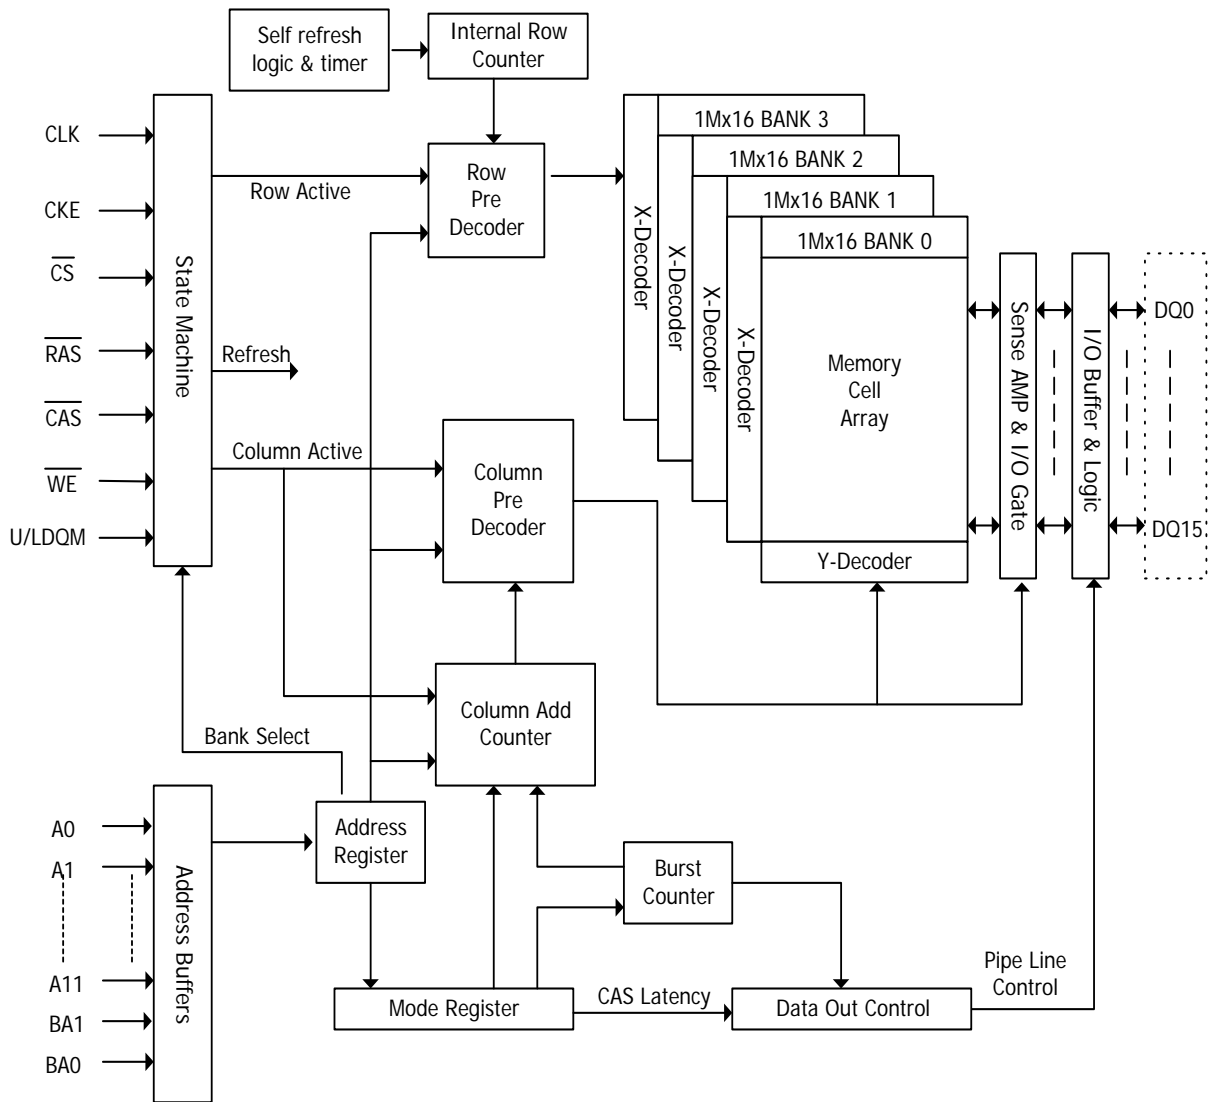 Self refresh
logic & timer
Internal Row
Counter
CLK
CKE
CS
RAS
CAS
WE
U/LDQM
State Machine
Row Active
Refresh
Column Active
Bank Select
Row
Pre
Decoder
Column
Pre
Decoder
Column Add
Counter
1Mx16 BANK 3
1Mx16 BANK 2
1Mx16 BANK 1
1Mx16 BANK 0
X-Decoder
X-Decoder
X-Decoder
X-Decoder
Memory
Cell
Array
Y-Decoder
Sense AMP & I/O Gate
I/O Buffer & Logic
DQ0
DQ15
A0
A1
A11
BA1
BA0
Address Buffers
Address
Register
Burst
Counter
Mode Register
CAS Latency
Data Out Control
Pipe Line
Control